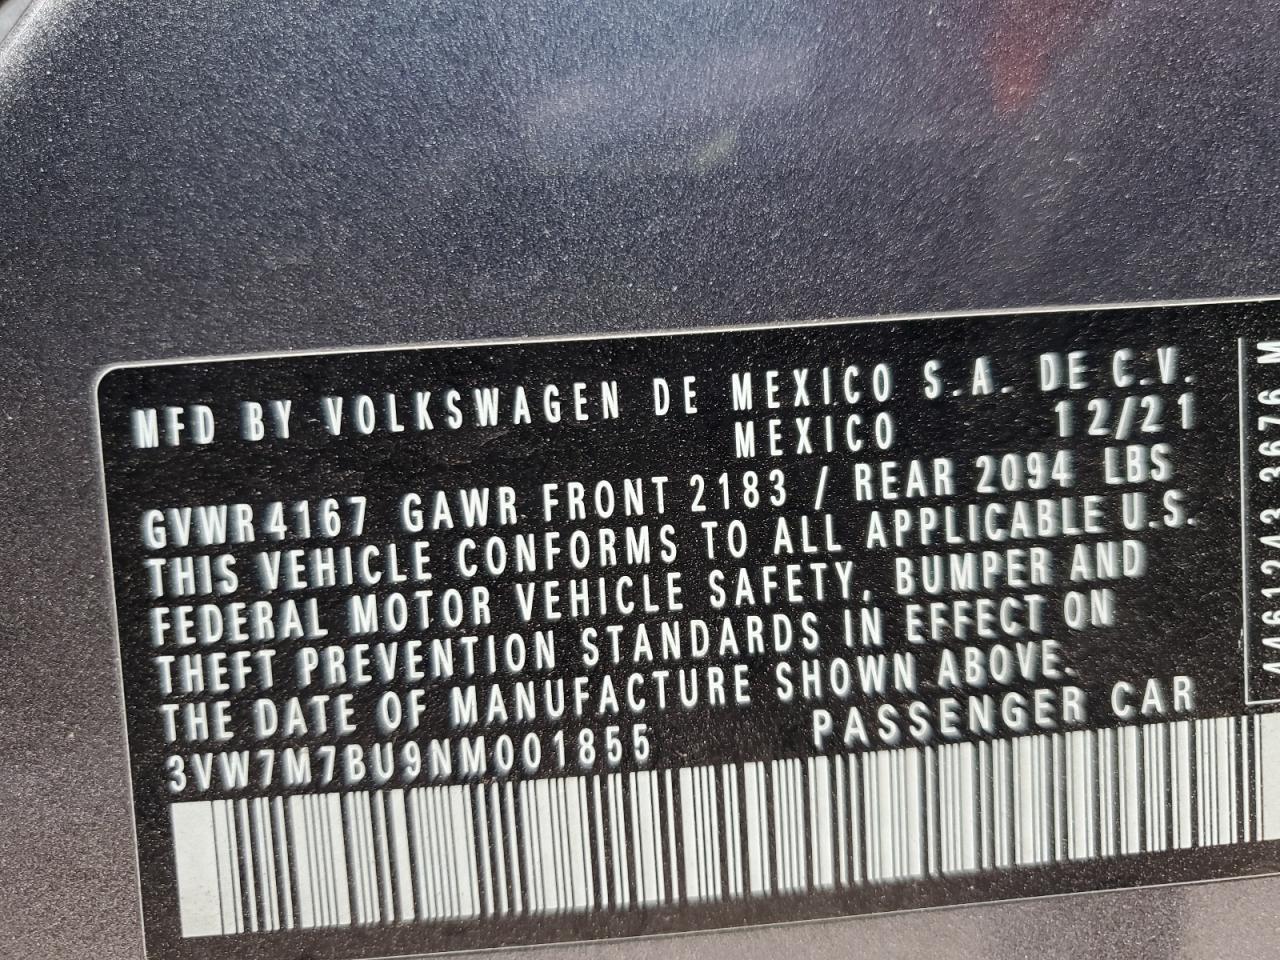 MFD BY VOLKSWAGEN DE MEXICO S.A. DE C.V.
MEXICO 12/21
GVWR 4167 GAWR FRONT 2183 / REAR 2094 LBS
THIS VEHICLE CONFORMS TO ALL APPLICABLE U.S.
FEDERAL MOTOR VEHICLE SAFETY, BUMPER AND
THEFT PREVENTION STANDARDS IN EFFECT ON
THE DATE OF MANUFACTURE SHOWN ABOVE.
3VW7M7BU9NM001855 PASSENGER CAR